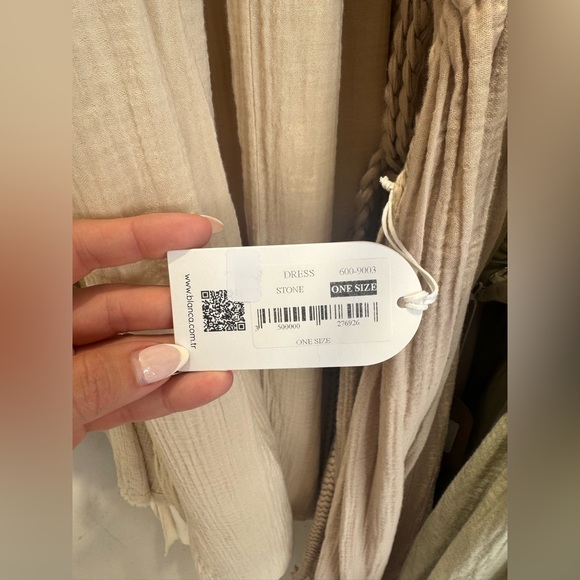 www.blanca.com.tr
DRESS 600-9003
STONE ONE SIZE
500000 276926
ONE SIZE